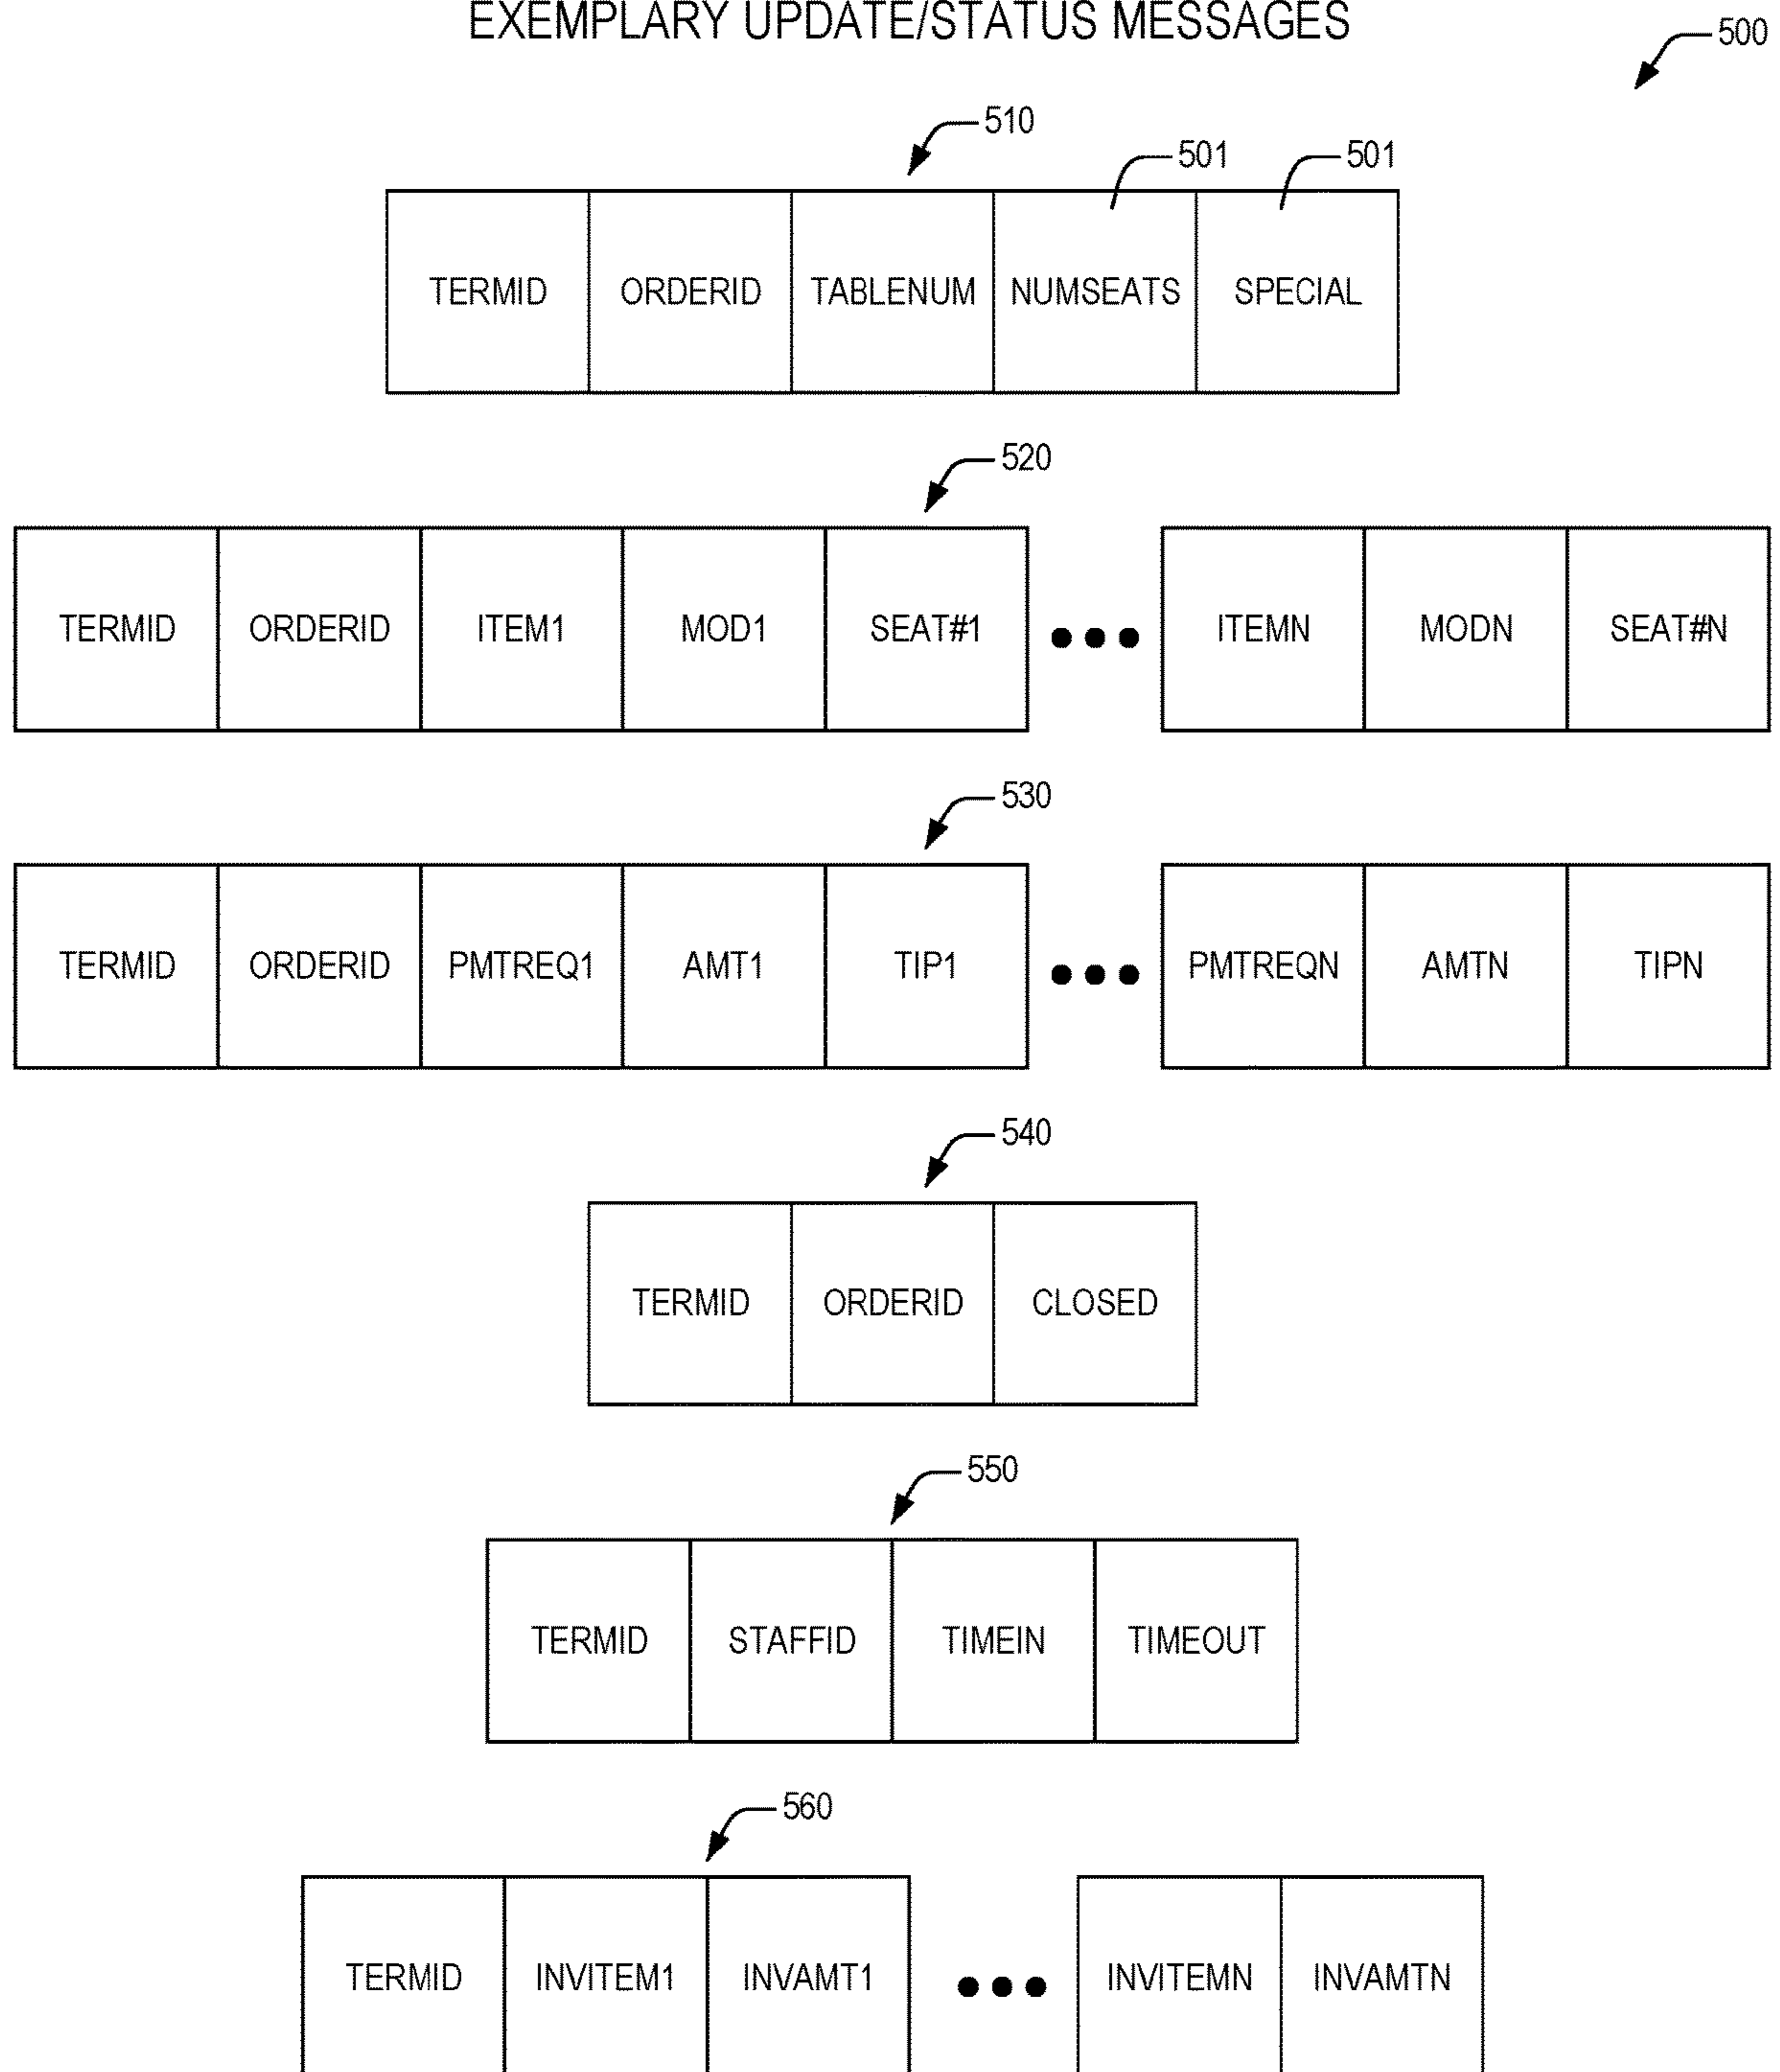 EXEMPLARY UPDATE/STATUS MESSAGES
500
510
501 501
TERMID ORDERID TABLENUM NUMSEATS SPECIAL
520
TERMID ORDERID ITEM1 MOD1 SEAT#1 ●●● ITEMN MODN SEAT#N
530
TERMID ORDERID PMTREQ1 AMT1 TIP1 ●●● PMTREQN AMTN TIPN
540
TERMID ORDERID CLOSED
550
TERMID STAFFID TIMEIN TIMEOUT
560
TERMID INVITEM1 INVAMT1 ●●● INVITEMN INVAMTN